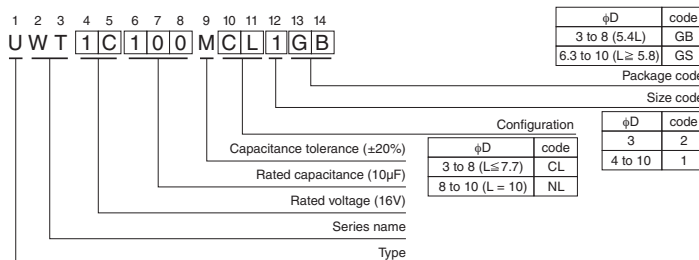 1 2 3 4 5 6 7 8 9 10 11 12 13 14
U W T 1 C 1 0 0 M C L 1 G B
ϕD code
3 to 8 (5.4L) GB
6.3 to 10 (L≧ 5.8) GS
Package code
Size code
ϕD code
3 2
4 to 10 1
Configuration
ϕD code
3 to 8 (L≦7.7) CL
8 to 10 (L = 10) NL
Capacitance tolerance (±20%)
Rated capacitance (10µF)
Rated voltage (16V)
Series name
Type